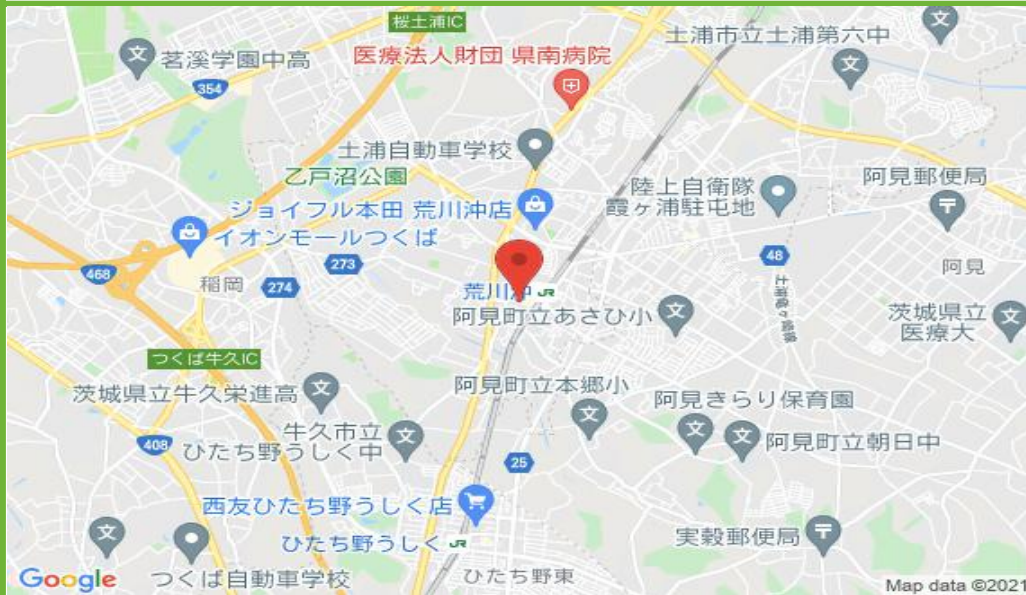 桜土浦IC
土浦市立土浦第六中
茗溪学園中高
医療法人財団 県南病院
354
土浦自動車学校
乙戸沼公園
陸上自衛隊
霞ヶ浦駐屯地
阿見郵便局
ジョイフル本田 荒川沖店
イオンモールつくば
273
48
468
稲岡
274
阿見
荒川沖 JR
阿見町立あさひ小
茨城県立
医療大
つくば牛久IC
茨城県立牛久栄進高
阿見町立本郷小
阿見きらり保育園
牛久市立
ひたち野うしく中
408
阿見町立朝日中
25
西友ひたち野うしく店
ひたち野うしく JR
実穀郵便局
Google
つくば自動車学校
ひたち野東
Map data ©2021